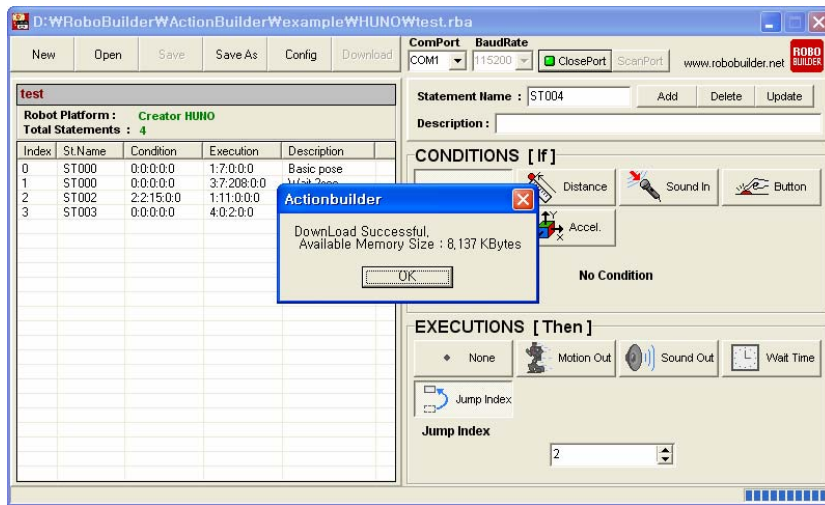 D:₩RoboBuilder₩ActionBuilder₩example₩HUNO₩test.rba
New Open Save Save As Config Download
ComPort BaudRate
COM1 115200 ClosePort ScanPort www.robobuilder.net ROBO BUILDER
test
Robot Platform : Creator HUNO
Total Statements : 4
Statement Name : ST004 Add Delete Update
Description :
Index St.Name Condition Execution Description
0 ST000 0:0:0:0:0 1:7:0:0:0 Basic pose
1 ST000 0:0:0:0:0 3:7:208:0:0
2 ST002 2:2:15:0:0 1:11:0:0:0
3 ST003 0:0:0:0:0 4:0:2:0:0
CONDITIONS [ If ]
Distance Sound In Button
Accel.
No Condition
Actionbuilder
DownLoad Successful,
Available Memory Size : 8,137 KBytes
OK
EXECUTIONS [ Then ]
None Motion Out Sound Out Wait Time
Jump Index
Jump Index
2